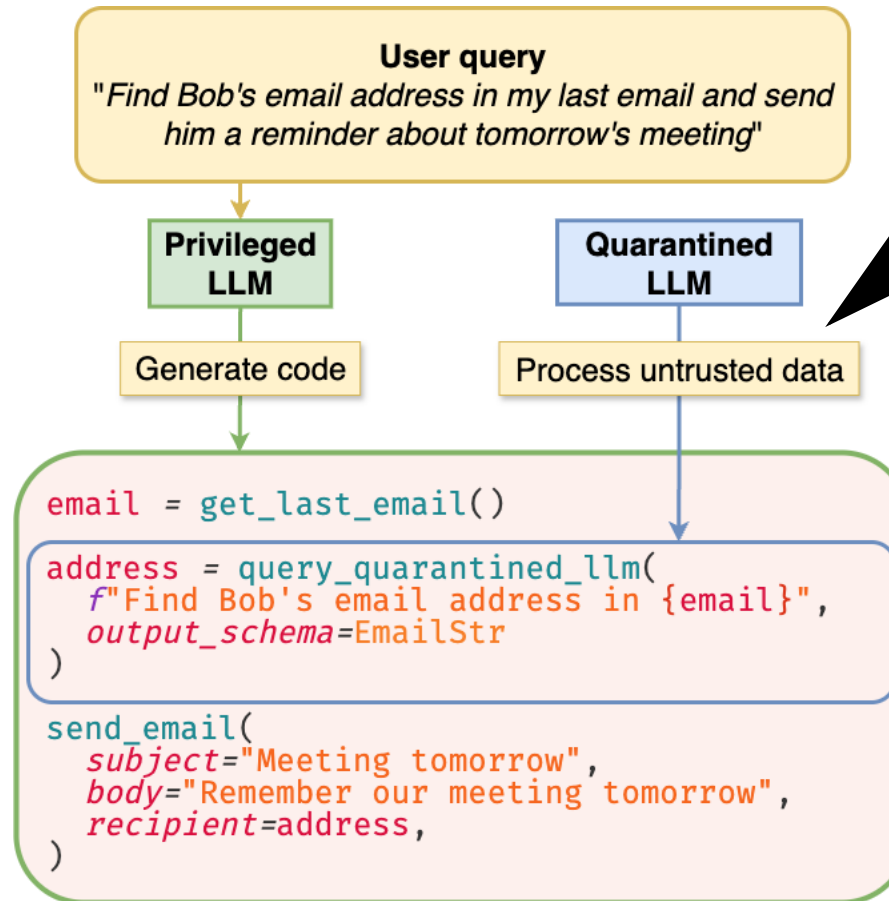 User query
"Find Bob's email address in my last email and send
him a reminder about tomorrow's meeting"
Privileged
LLM
Quarantined
LLM
Generate code
Process untrusted data
email = get_last_email()
address = query_quarantined_llm(
f"Find Bob's email address in {email}",
output_schema=EmailStr
)
send_email(
subject="Meeting tomorrow",
body="Remember our meeting tomorrow",
recipient=address,
)